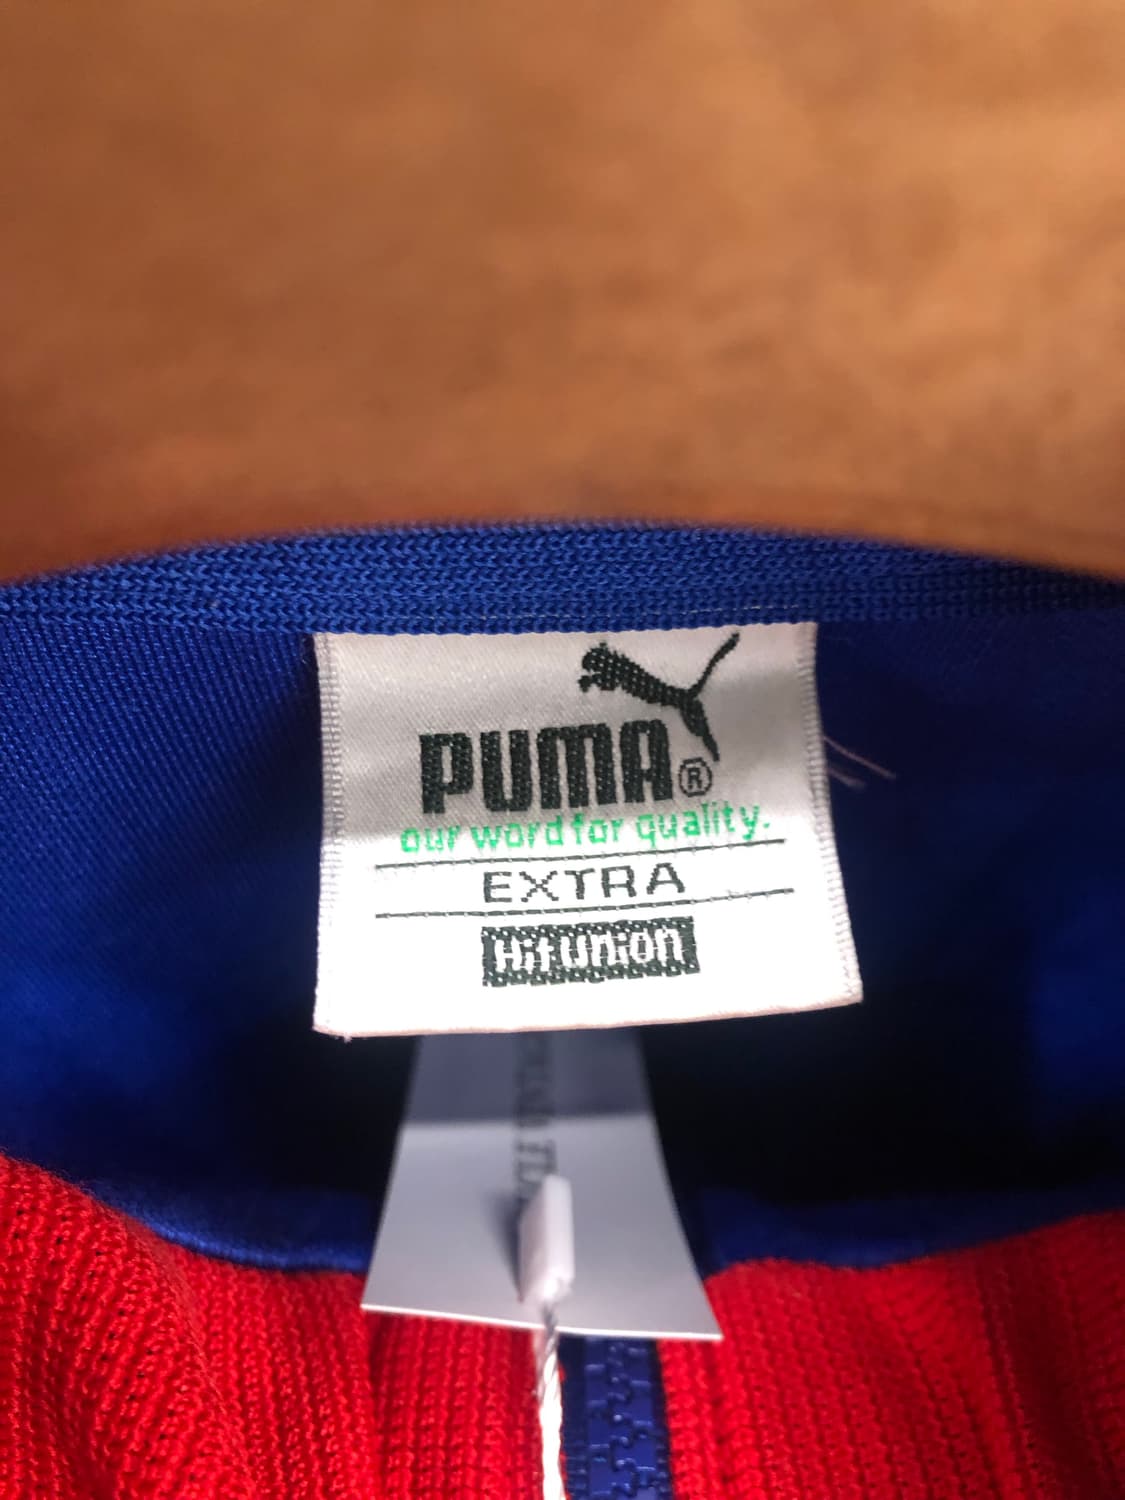 PUMA®
our word for quality.
EXTRA
Hit Union